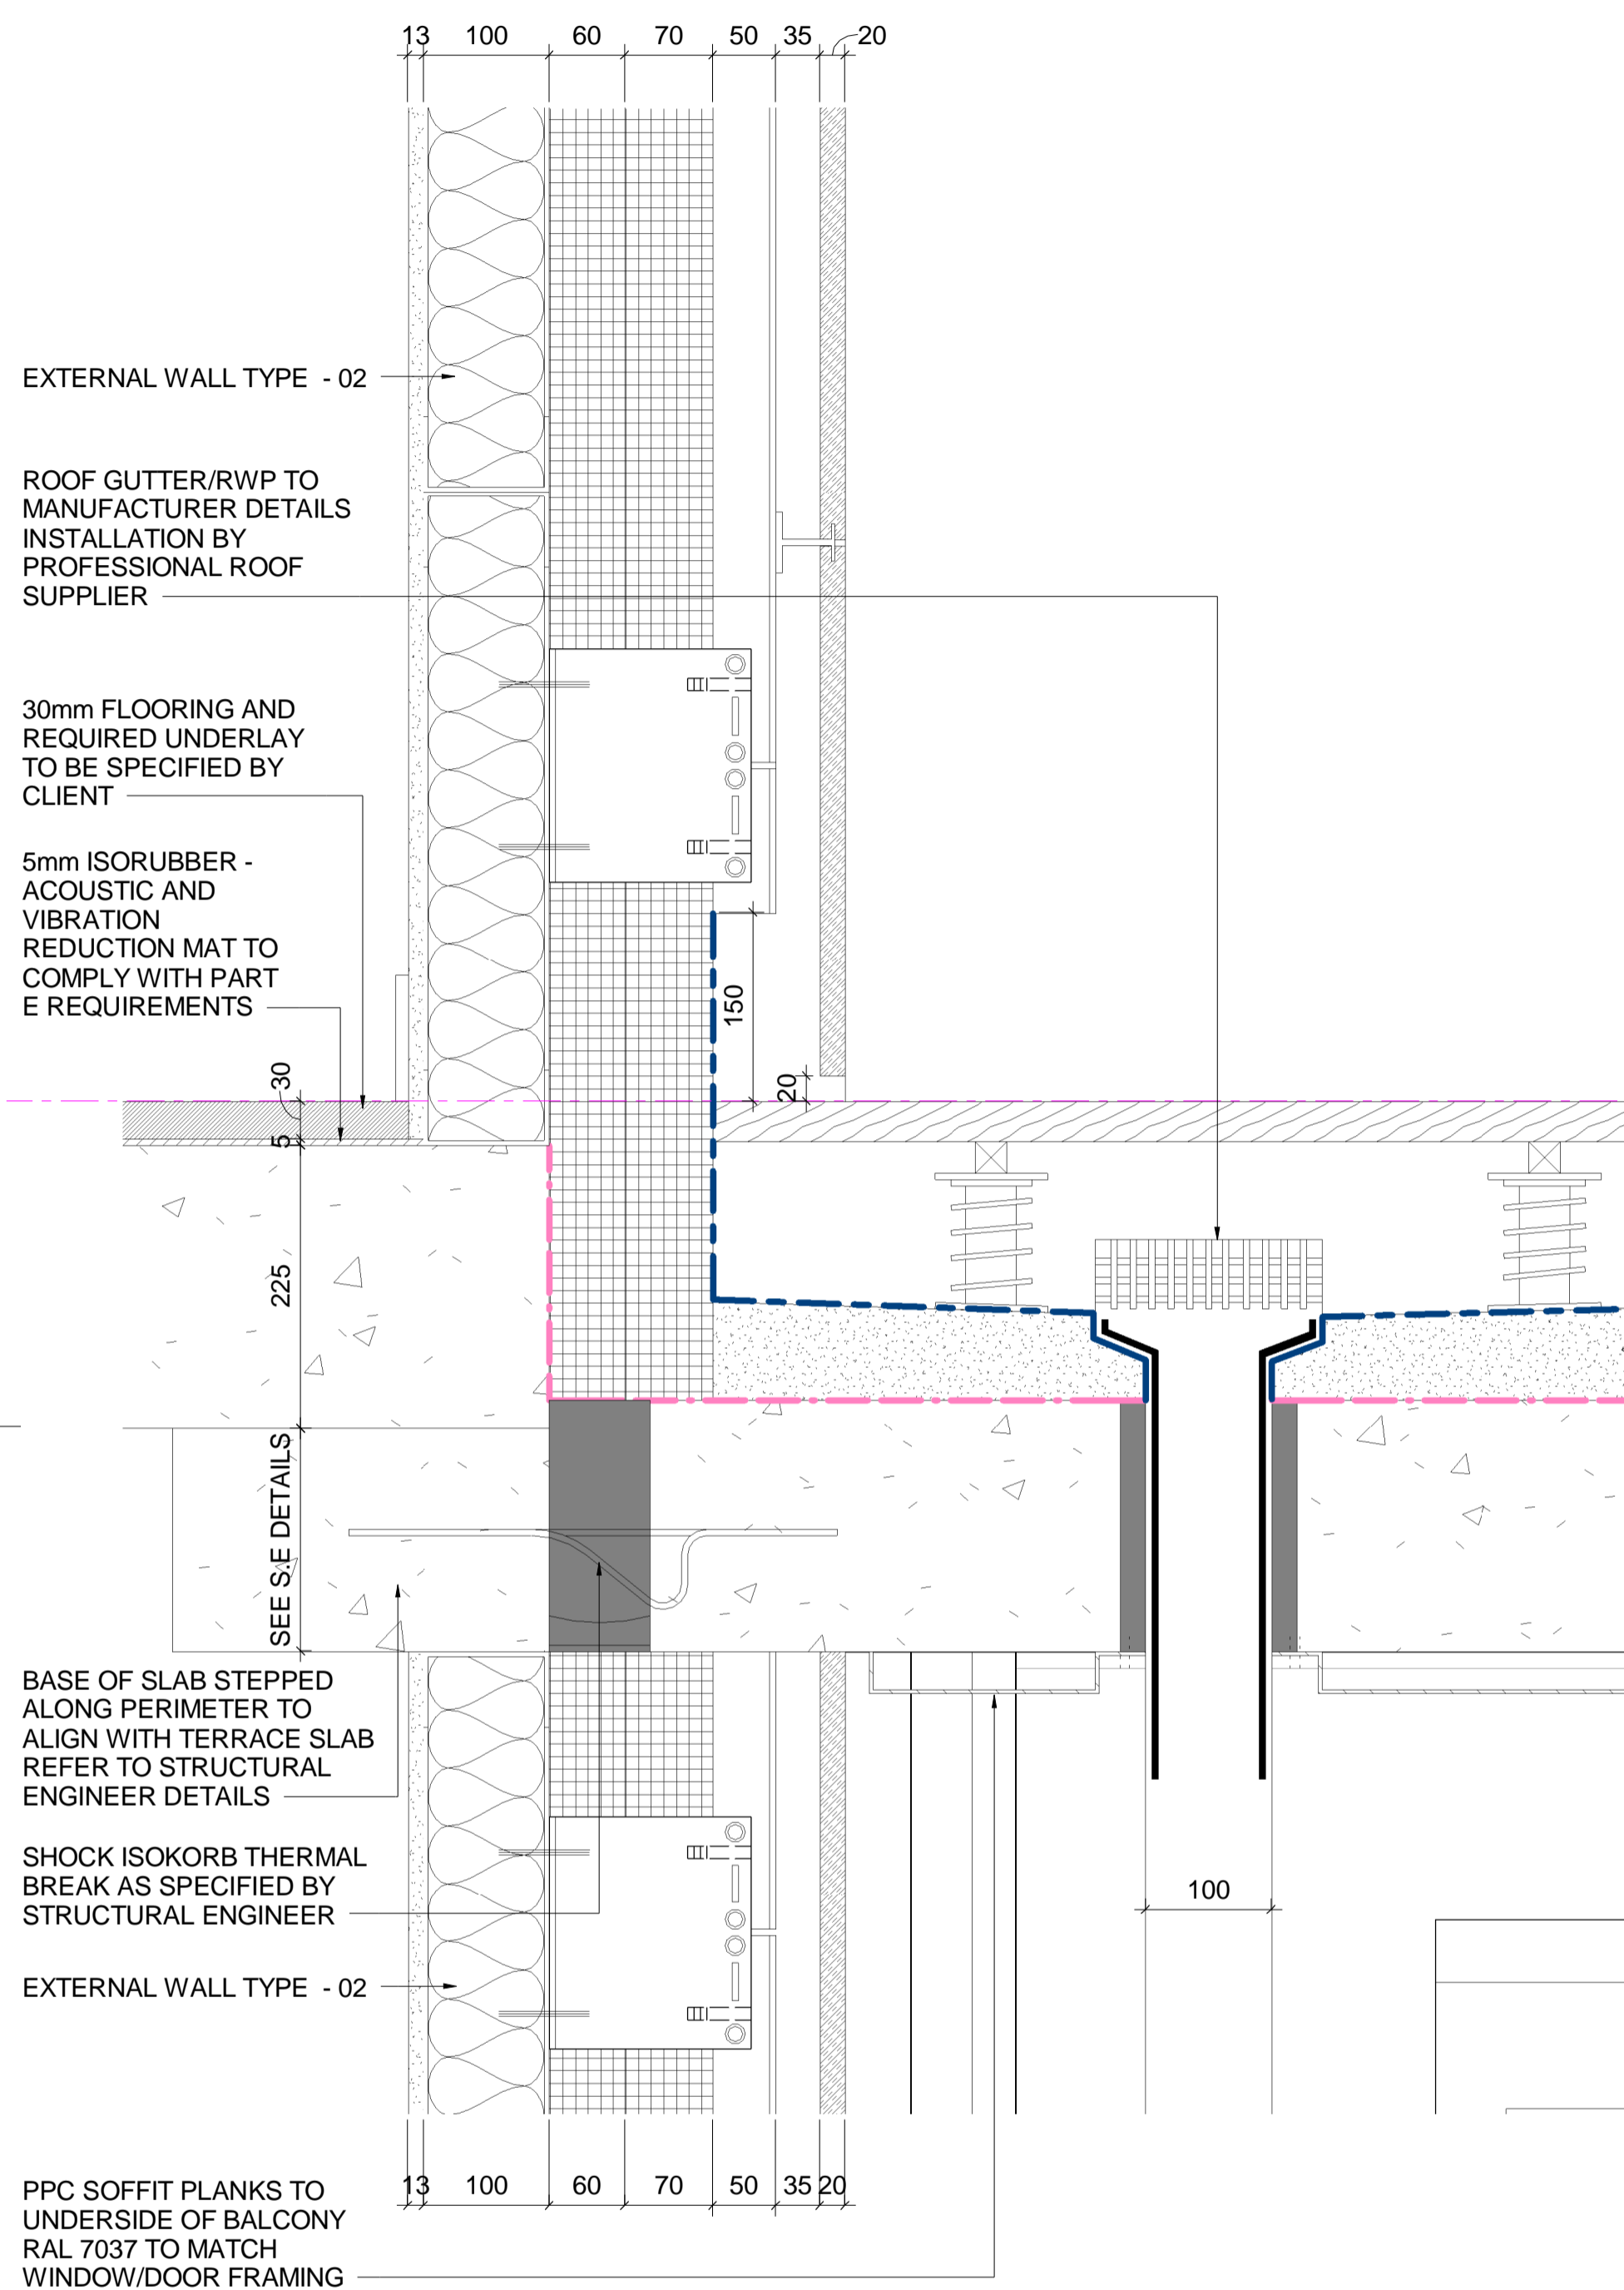 13 100 60 70 50 35 20
EXTERNAL WALL TYPE - 02
ROOF GUTTER/RWP TO
MANUFACTURER DETAILS
INSTALLATION BY
PROFESSIONAL ROOF
SUPPLIER
30mm FLOORING AND
REQUIRED UNDERLAY
TO BE SPECIFIED BY
CLIENT
5mm ISORUBBER -
ACOUSTIC AND
VIBRATION
REDUCTION MAT TO
COMPLY WITH PART
E REQUIREMENTS
150
20
30
5
225
SEE S.E DETAILS
BASE OF SLAB STEPPED
ALONG PERIMETER TO
ALIGN WITH TERRACE SLAB
REFER TO STRUCTURAL
ENGINEER DETAILS
SHOCK ISOKORB THERMAL
BREAK AS SPECIFIED BY
STRUCTURAL ENGINEER
100
EXTERNAL WALL TYPE - 02
13 100 60 70 50 35 20
PPC SOFFIT PLANKS TO
UNDERSIDE OF BALCONY
RAL 7037 TO MATCH
WINDOW/DOOR FRAMING